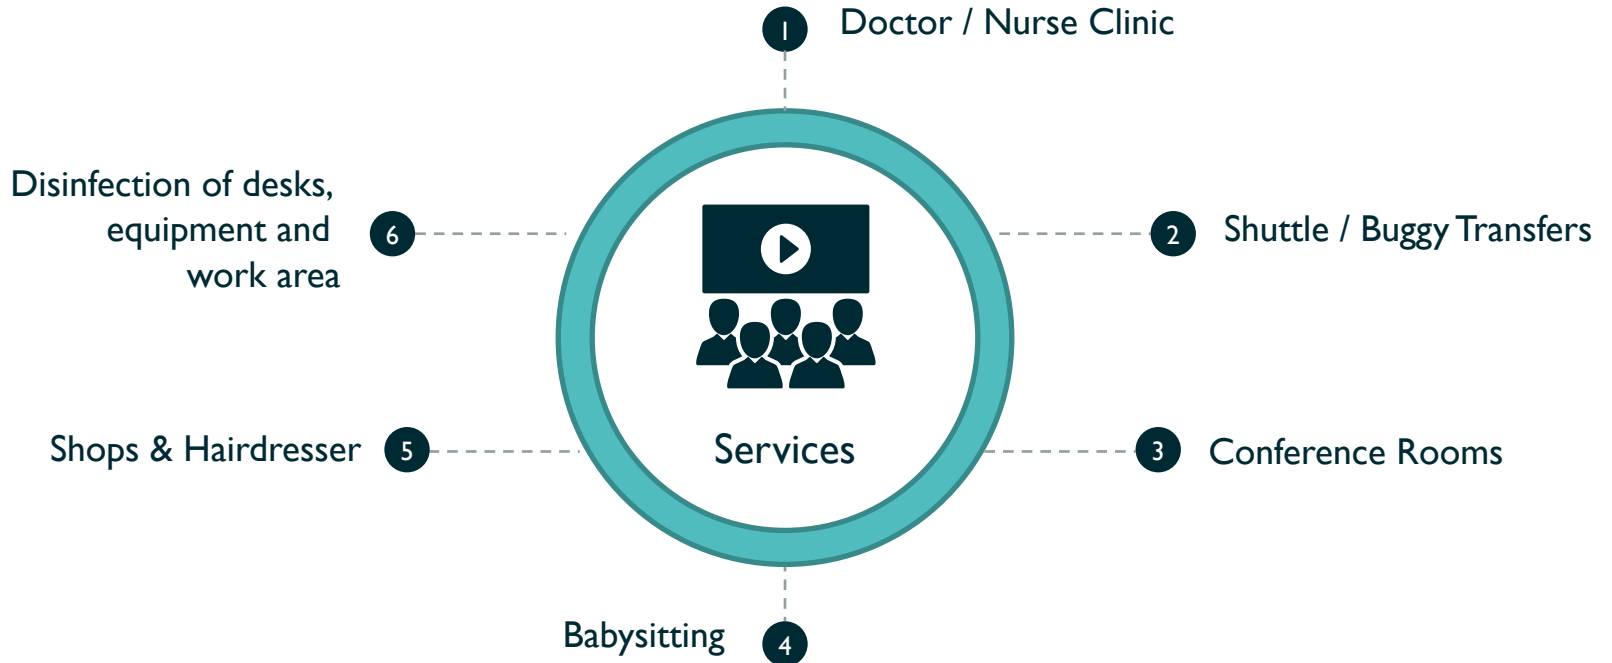 1
Doctor / Nurse Clinic
2
Shuttle / Buggy Transfers
3
Conference Rooms
4
Babysitting
5
Shops & Hairdresser
6
Disinfection of desks,
equipment and
work area
Services